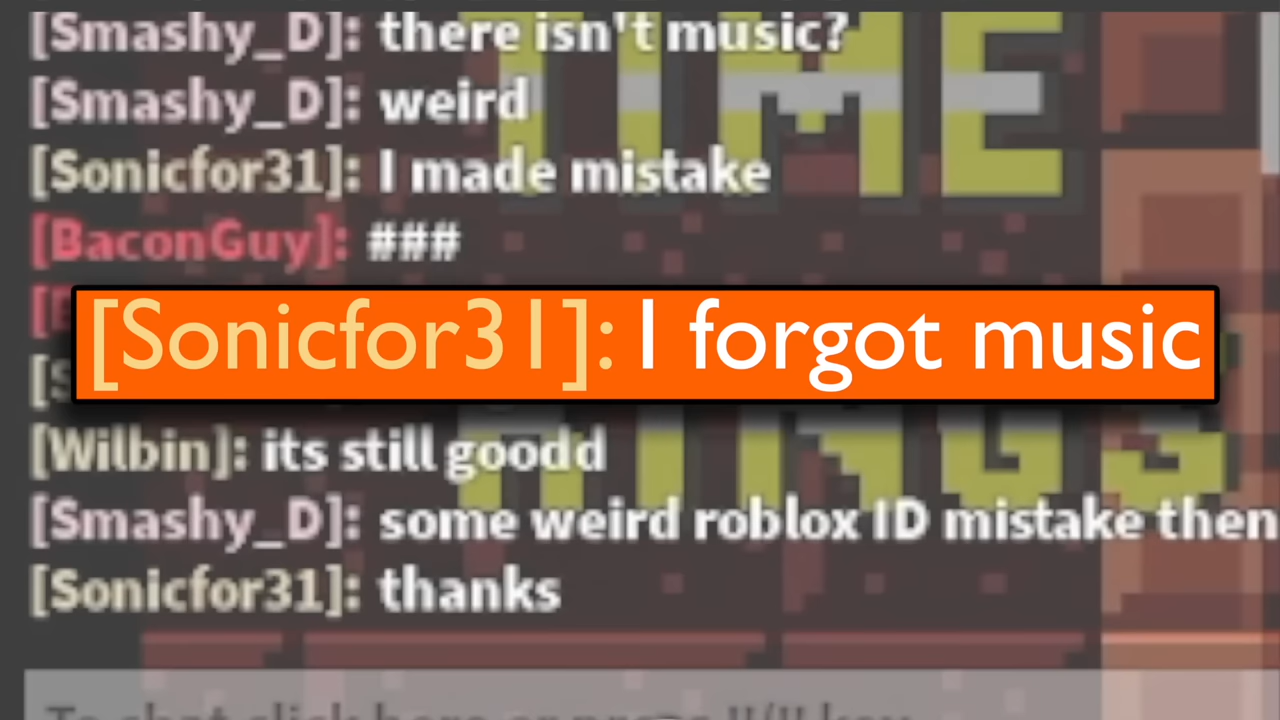 [Smashy_D]: there isn't music?
[Smashy_D]: weird
[Sonicfor31]: I made mistake
[BaconGuy]: ###
[Sonicfor31]: I forgot music
[Wilbin]: its still goodd
[Smashy_D]: some weird roblox ID mistake then
[Sonicfor31]: thanks
TIME